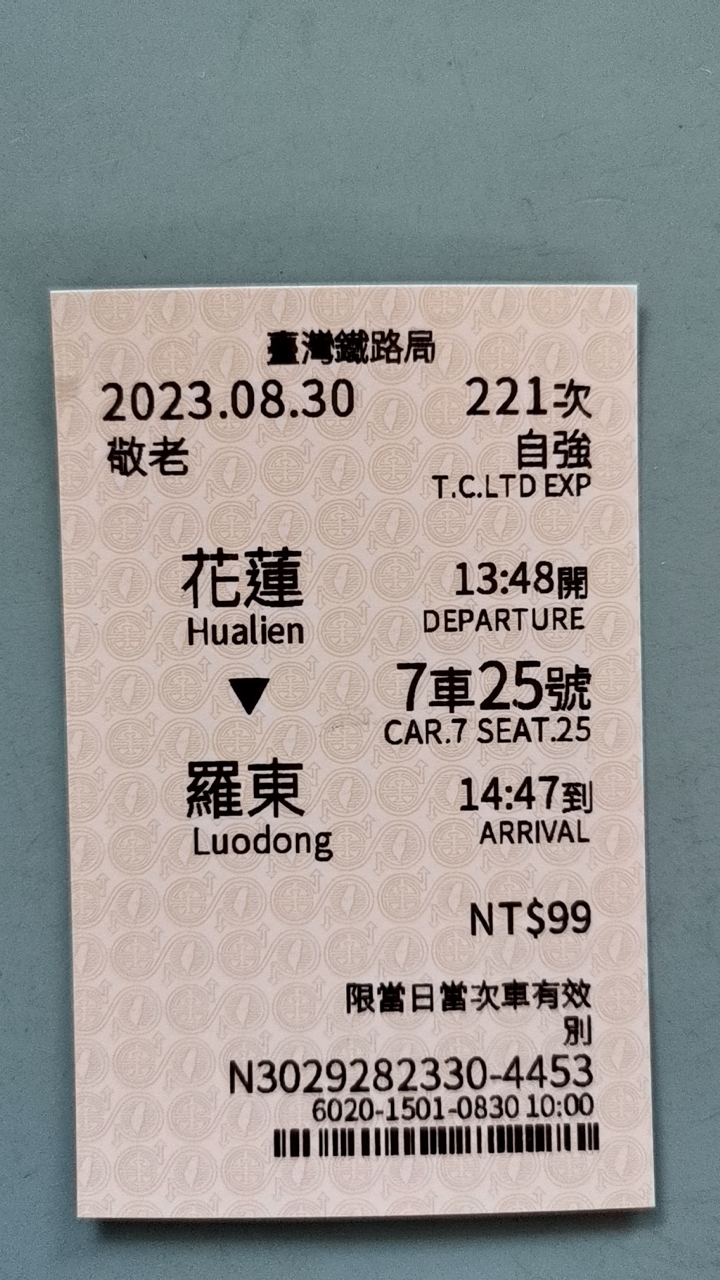 臺灣鐵路局
2023.08.30 221次
敬老 自強
T.C.LTD EXP
花蓮 13:48開
Hualien DEPARTURE
▼ 7車25號
CAR.7 SEAT.25
羅東 14:47到
Luodong ARRIVAL
NT$99
限當日當次車有效
別
N3029282330-4453
6020-1501-0830 10:00